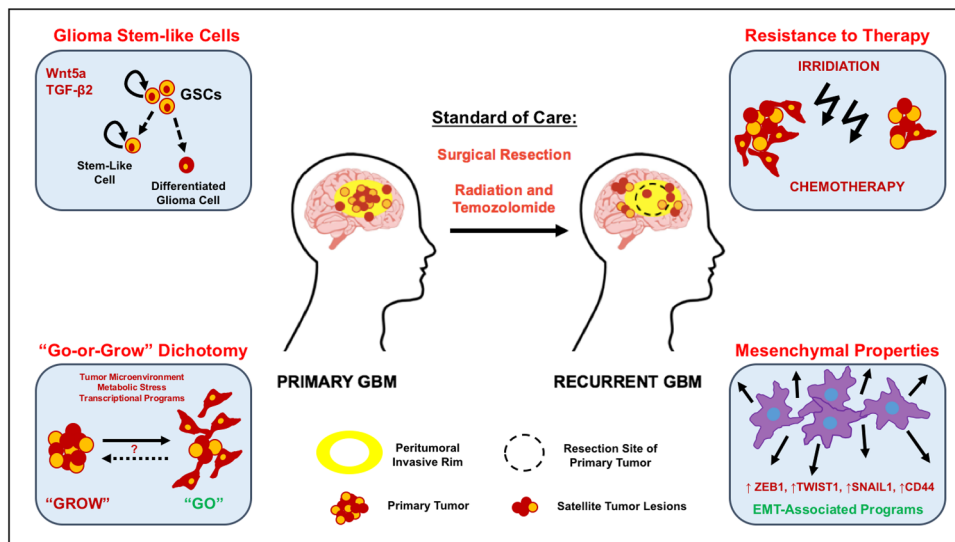 Glioma Stem-like Cells
Wnt5a
TGF-β2
GSCs
Stem-Like
Cell
Differentiated
Glioma Cell
Standard of Care:
Surgical Resection
Radiation and
Temozolomide
Resistance to Therapy
IRRIDIATION
CHEMOTHERAPY
“Go-or-Grow” Dichotomy
Tumor Microenvironment
Metabolic Stress
Transcriptional Programs
?
“GROW”
“GO”
PRIMARY GBM
RECURRENT GBM
Peritumoral
Invasive Rim
Resection Site of
Primary Tumor
Primary Tumor
Satellite Tumor Lesions
Mesenchymal Properties
↑ ZEB1, ↑TWIST1, ↑SNAIL1, ↑CD44
EMT-Associated Programs